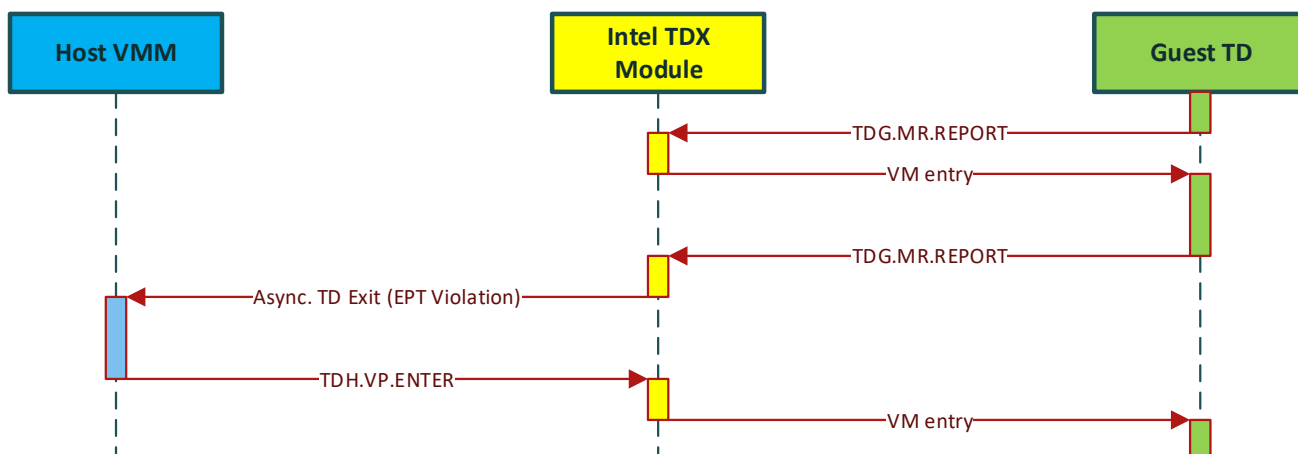 Host VMM
Intel TDX
Module
Guest TD
TDG.MR.REPORT
VM entry
TDG.MR.REPORT
Async. TD Exit (EPT Violation)
TDH.VP.ENTER
VM entry